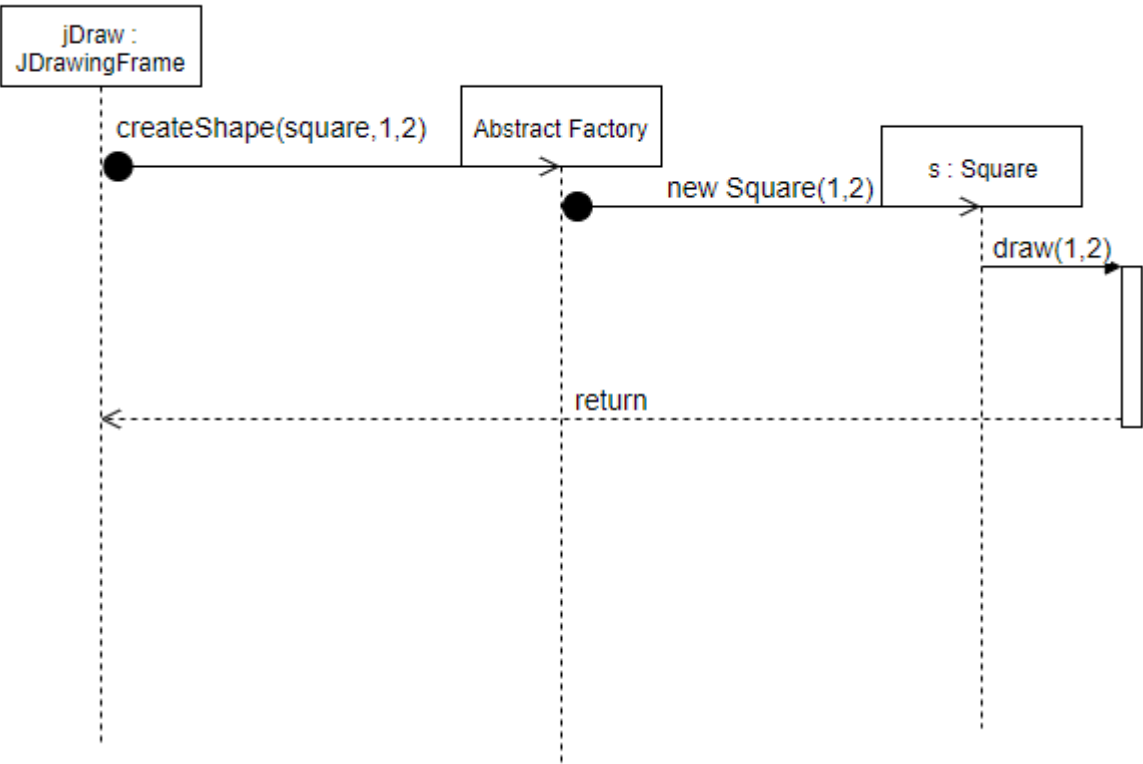 jDraw :
JDrawingFrame
createShape(square,1,2)
Abstract Factory
new Square(1,2)
s : Square
draw(1,2)
return